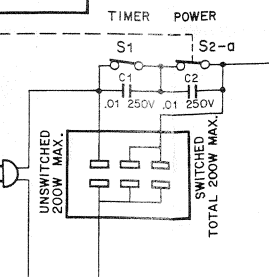 TIMER POWER
S1 S2-a
C1 C2
.01 250V .01 250V
UNSWITCHED
200W MAX.
SWITCHED
TOTAL 200W MAX.